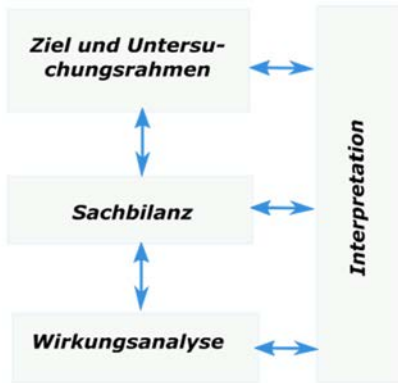 Ziel und Untersu-
chungsrahmen
Sachbilanz
Wirkungsanalyse
Interpretation